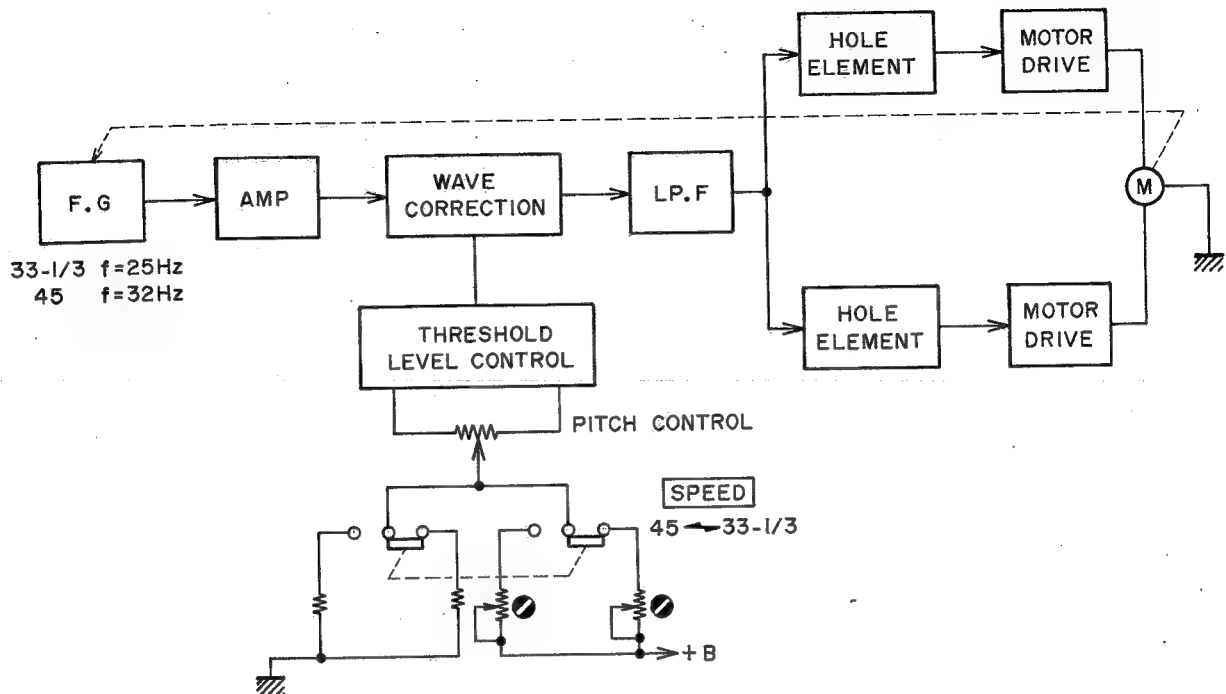 HOLE
ELEMENT
MOTOR
DRIVE
F.G
AMP
WAVE
CORRECTION
LP.F
M
33-1/3 f=25Hz
45 f=32Hz
THRESHOLD
LEVEL CONTROL
HOLE
ELEMENT
MOTOR
DRIVE
PITCH CONTROL
SPEED
45 33-1/3
+B